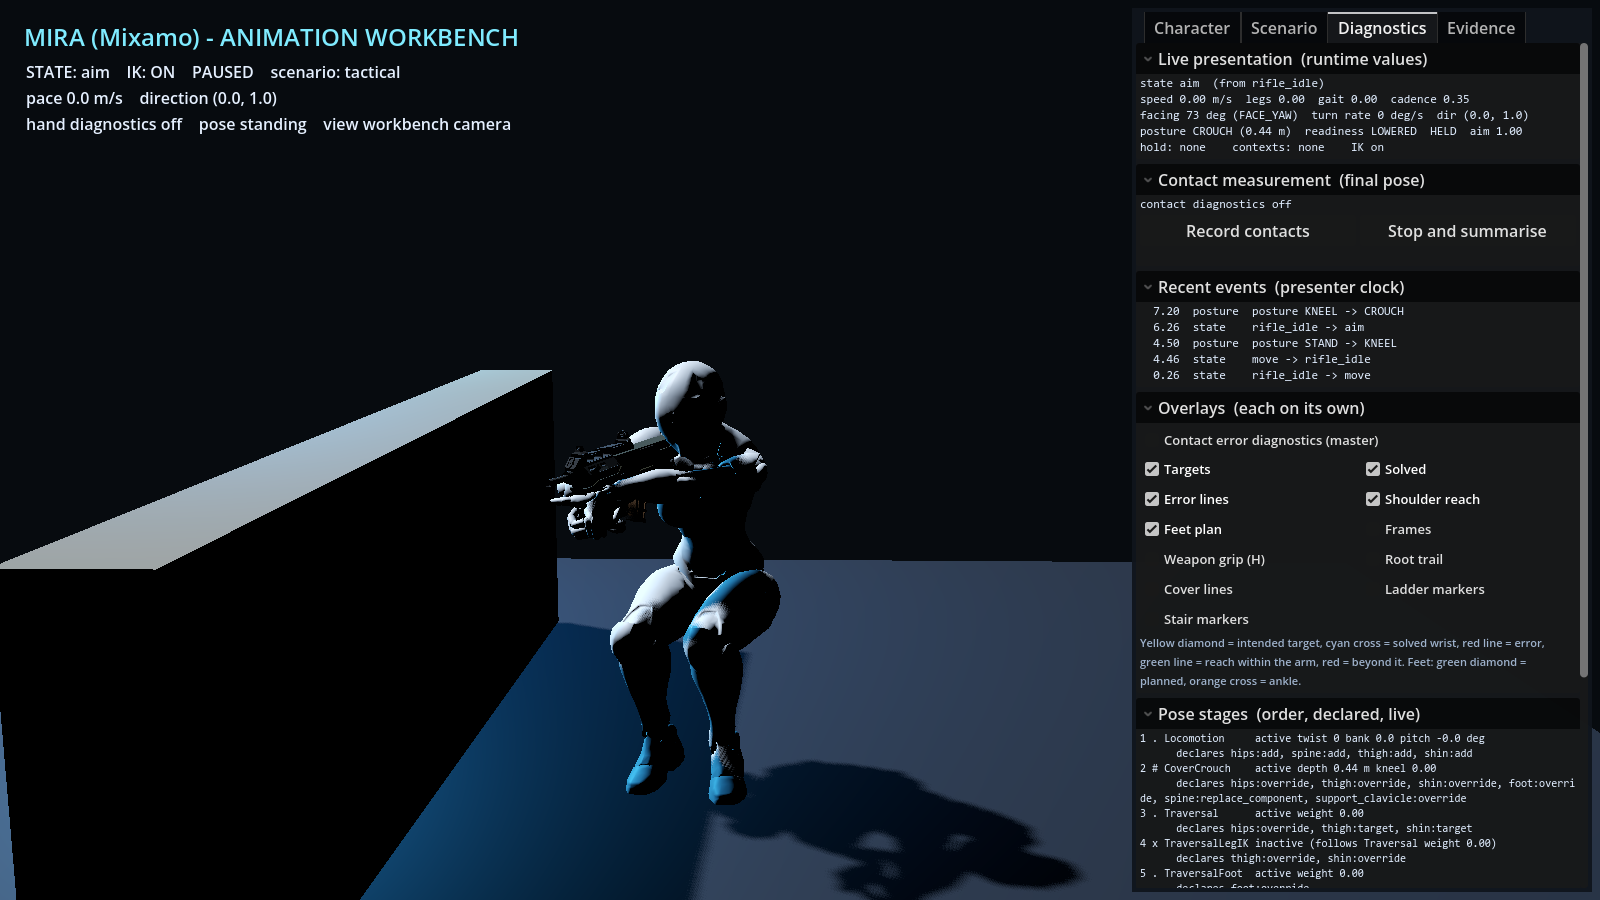 MIRA (Mixamo) - ANIMATION WORKBENCH
STATE: aim    IK: ON    PAUSED    scenario: tactical
pace 0.0 m/s    direction (0.0, 1.0)
hand diagnostics off    pose standing    view workbench camera
Character    Scenario    Diagnostics    Evidence
Live presentation  (runtime values)
state aim  (from rifle_idle)
speed 0.00 m/s  legs 0.00  gait 0.00  cadence 0.35
facing 73 deg (FACE_YAW)  turn rate 0 deg/s  dir (0.0, 1.0)
posture CROUCH (0.44 m)  readiness LOWERED  HELD  aim 1.00
hold: none    contexts: none    IK on
Contact measurement  (final pose)
contact diagnostics off
Record contacts    Stop and summarise
Recent events  (presenter clock)
7.20  posture  posture KNEEL -> CROUCH
6.26  state    rifle_idle -> aim
4.50  posture  posture STAND -> KNEEL
4.46  state    move -> rifle_idle
0.26  state    rifle_idle -> move
Overlays  (each on its own)
Contact error diagnostics (master)
Targets    Solved
Error lines    Shoulder reach
Feet plan    Frames
Weapon grip (H)    Root trail
Cover lines    Ladder markers
Stair markers
Yellow diamond = intended target, cyan cross = solved wrist, red line = error,
green line = reach within the arm, red = beyond it. Feet: green diamond =
planned, orange cross = ankle.
Pose stages  (order, declared, live)
1 . Locomotion     active twist 0 bank 0.0 pitch -0.0 deg
declares hips:add, spine:add, thigh:add, shin:add
2 # CoverCrouch    active depth 0.44 m kneel 0.00
declares hips:override, thigh:override, shin:override, foot:overri
de, spine:replace_component, support_clavicle:override
3 . Traversal      active weight 0.00
declares hips:override, thigh:target, shin:target
4 x TraversalLegIK inactive (follows Traversal weight 0.00)
declares thigh:override, shin:override
5 . TraversalFoot  active weight 0.00
declares foot:override